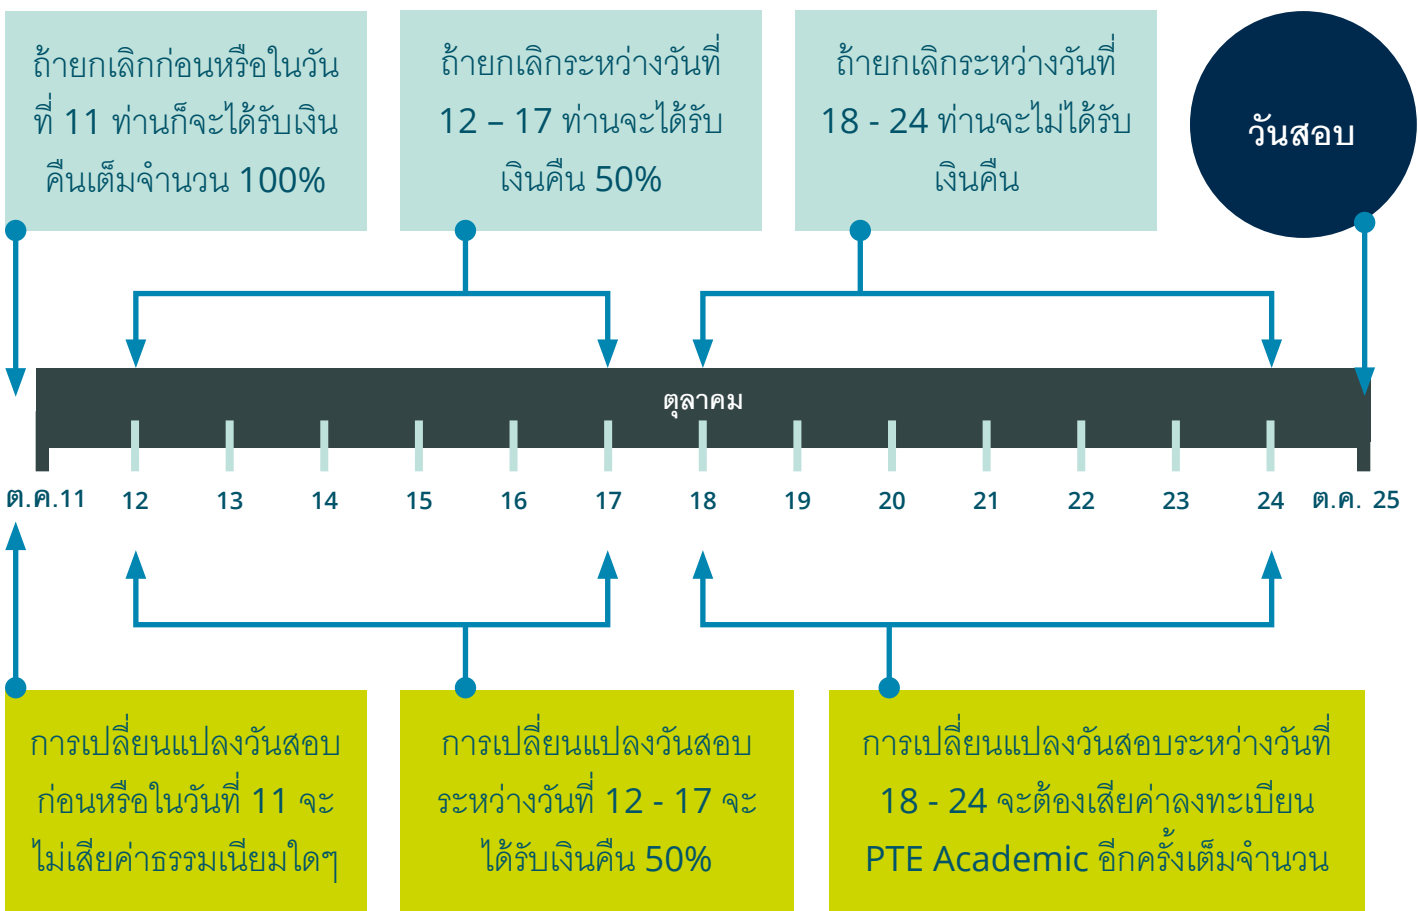 ถ้ายกเลิกก่อนหรือในวัน
ที่ 11 ท่านก็จะได้รับเงิน
คืนเต็มจำนวน 100%
ถ้ายกเลิกระหว่างวันที่
12 – 17 ท่านจะได้รับ
เงินคืน 50%
ถ้ายกเลิกระหว่างวันที่
18 - 24 ท่านจะไม่ได้รับ
เงินคืน
วันสอบ
ตุลาคม
ต.ค.11 12 13 14 15 16 17 18 19 20 21 22 23 24 ต.ค. 25
การเปลี่ยนแปลงวันสอบ
ก่อนหรือในวันที่ 11 จะ
ไม่เสียค่าธรรมเนียมใดๆ
การเปลี่ยนแปลงวันสอบ
ระหว่างวันที่ 12 - 17 จะ
ได้รับเงินคืน 50%
การเปลี่ยนแปลงวันสอบระหว่างวันที่
18 - 24 จะต้องเสียค่าลงทะเบียน
PTE Academic อีกครั้งเต็มจำนวน